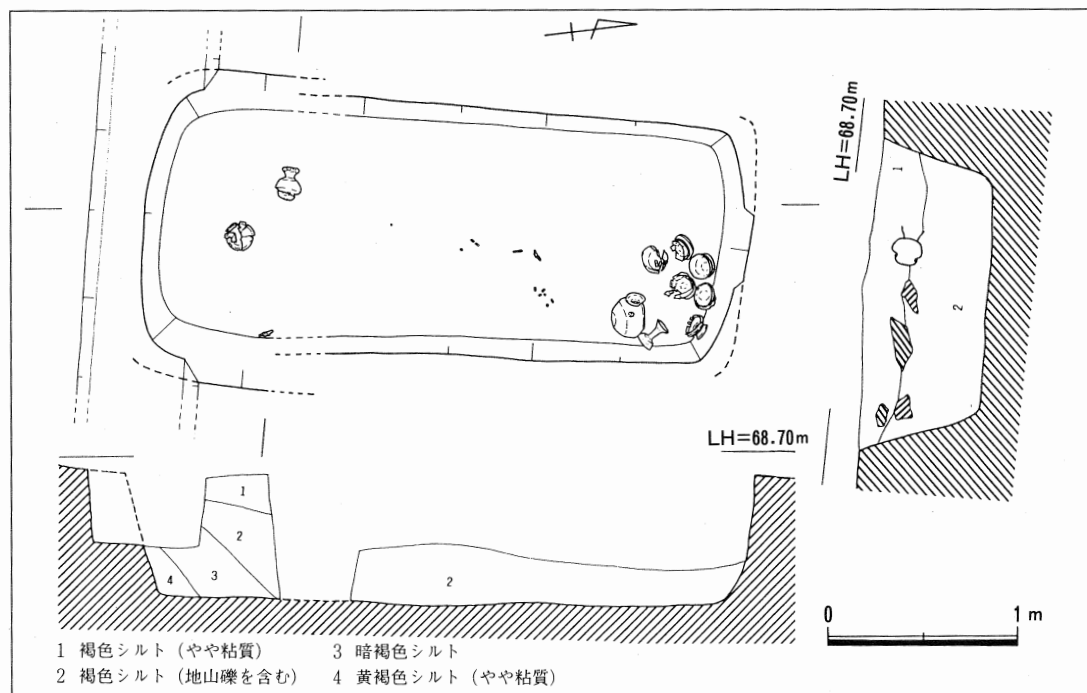 LH=68.70m
1
2
LH=68.70m
1
2
3
4
2
0 1 m
1 褐色シルト(やや粘質)
2 褐色シルト(地山礫を含む)
3 暗褐色シルト
4 黄褐色シルト(やや粘質)